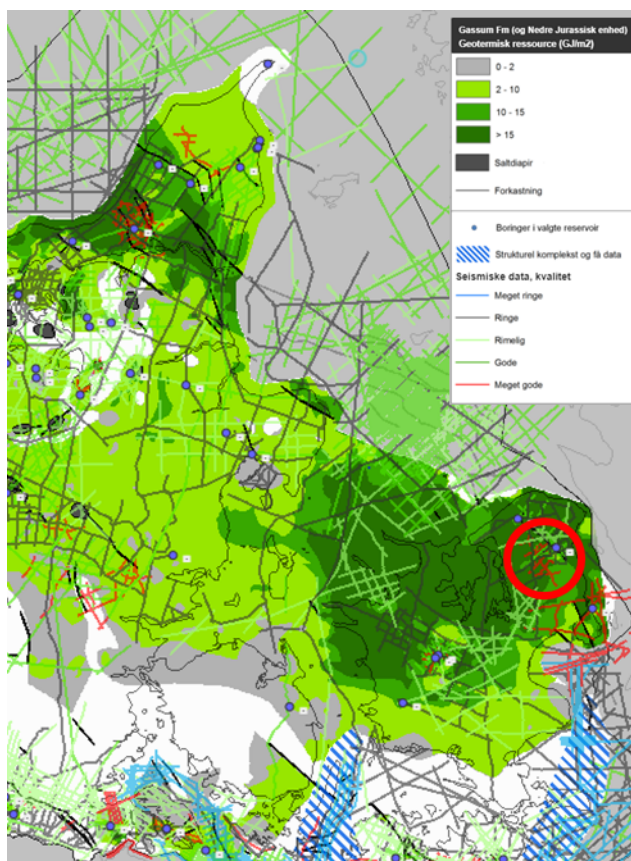 Gassum Fm (og Nedre Jurassisk enhed)
Geotermisk ressource (GJ/m2)
0 - 2
2 - 10
10 - 15
> 15
Saltdiapir
Forkastning
Boringer i valgte reservoir
Strukturel komplekst og få data
Seismiske data, kvalitet
Meget ringe
Ringe
Rimelig
Gode
Meget gode